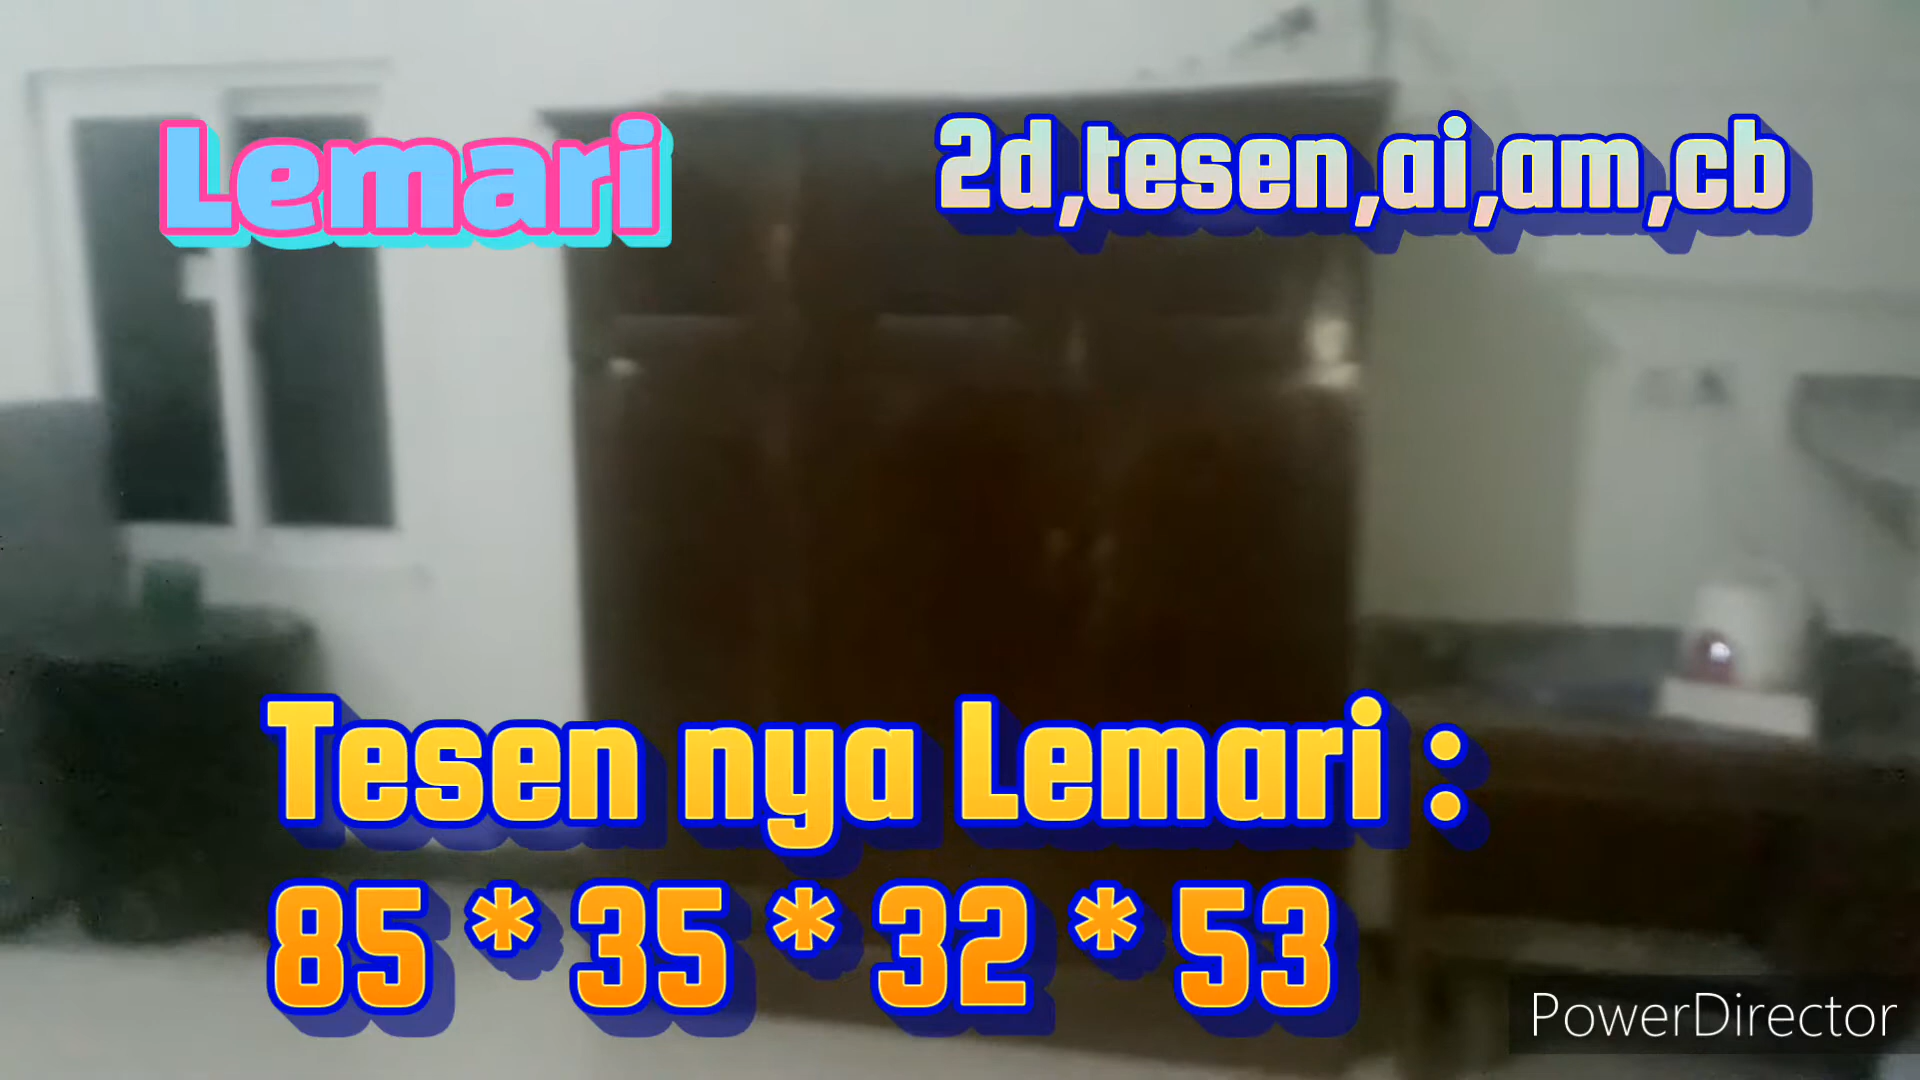 Lemari
2d,tesen,ai,am,cb
Tesen nya Lemari :
85 * 35 * 32 * 53
PowerDirector